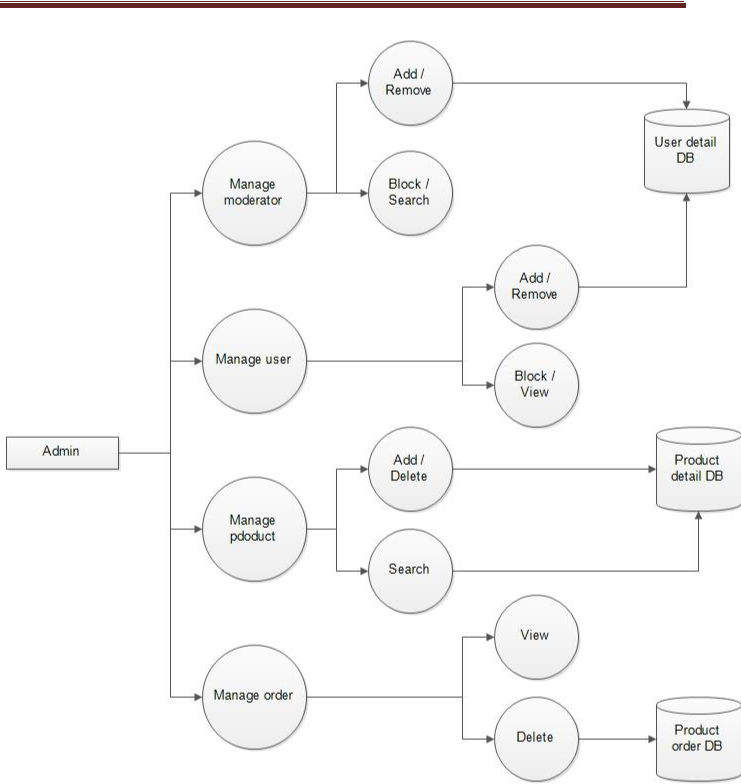 Add /
Remove
User detail
DB
Manage
moderator
Block /
Search
Add /
Remove
Manage user
Block /
View
Admin
Add /
Delete
Product
detail DB
Manage
pdoduct
Search
View
Manage order
Delete
Product
order DB